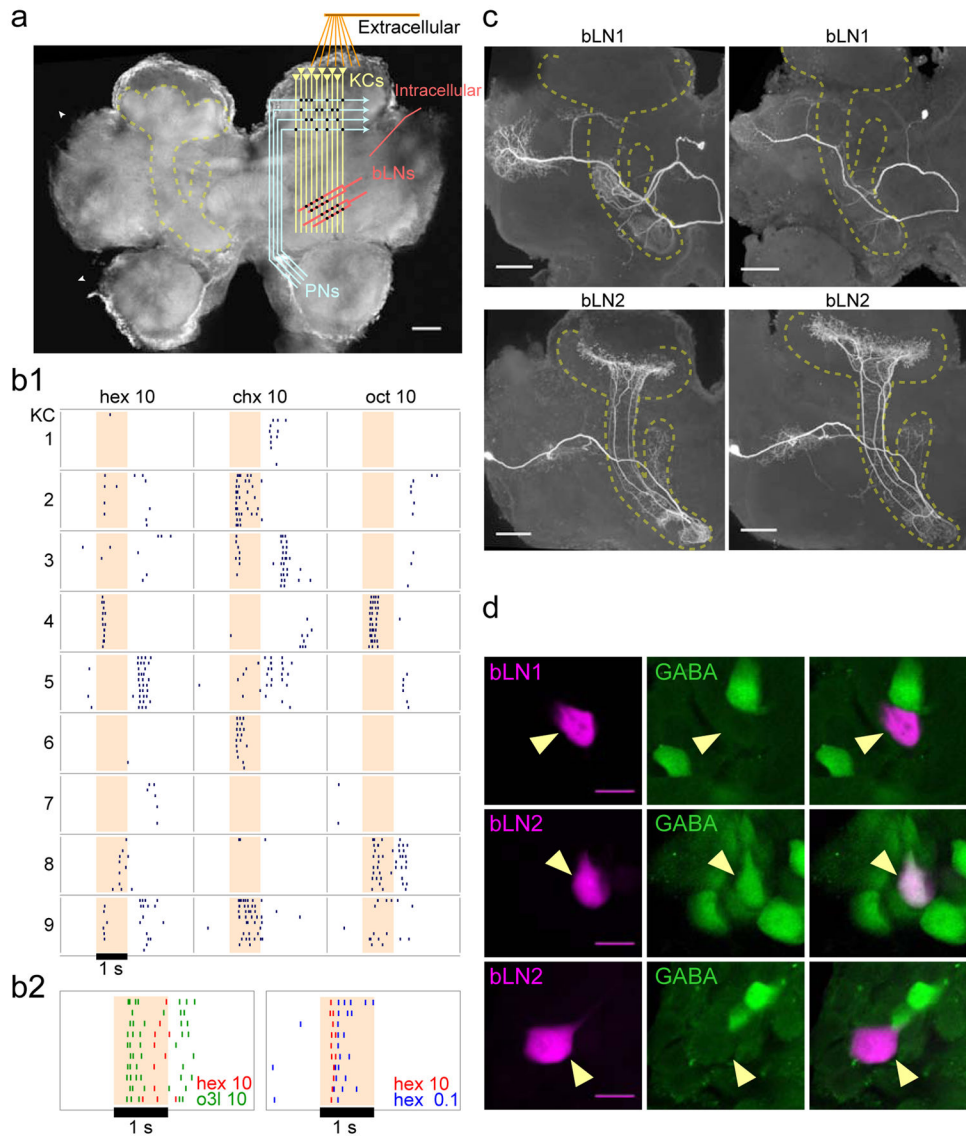 a
Extracellular
KCs
Intracellular
bLNs
PNs
b1
hex 10 chx 10 oct 10
KC
1
2
3
4
5
6
7
8
9
1 s
b2
hex 10
o3l 10
1 s
hex 10
hex 0.1
1 s
c
bLN1 bLN1
bLN2 bLN2
d
bLN1 GABA
bLN2 GABA
bLN2 GABA